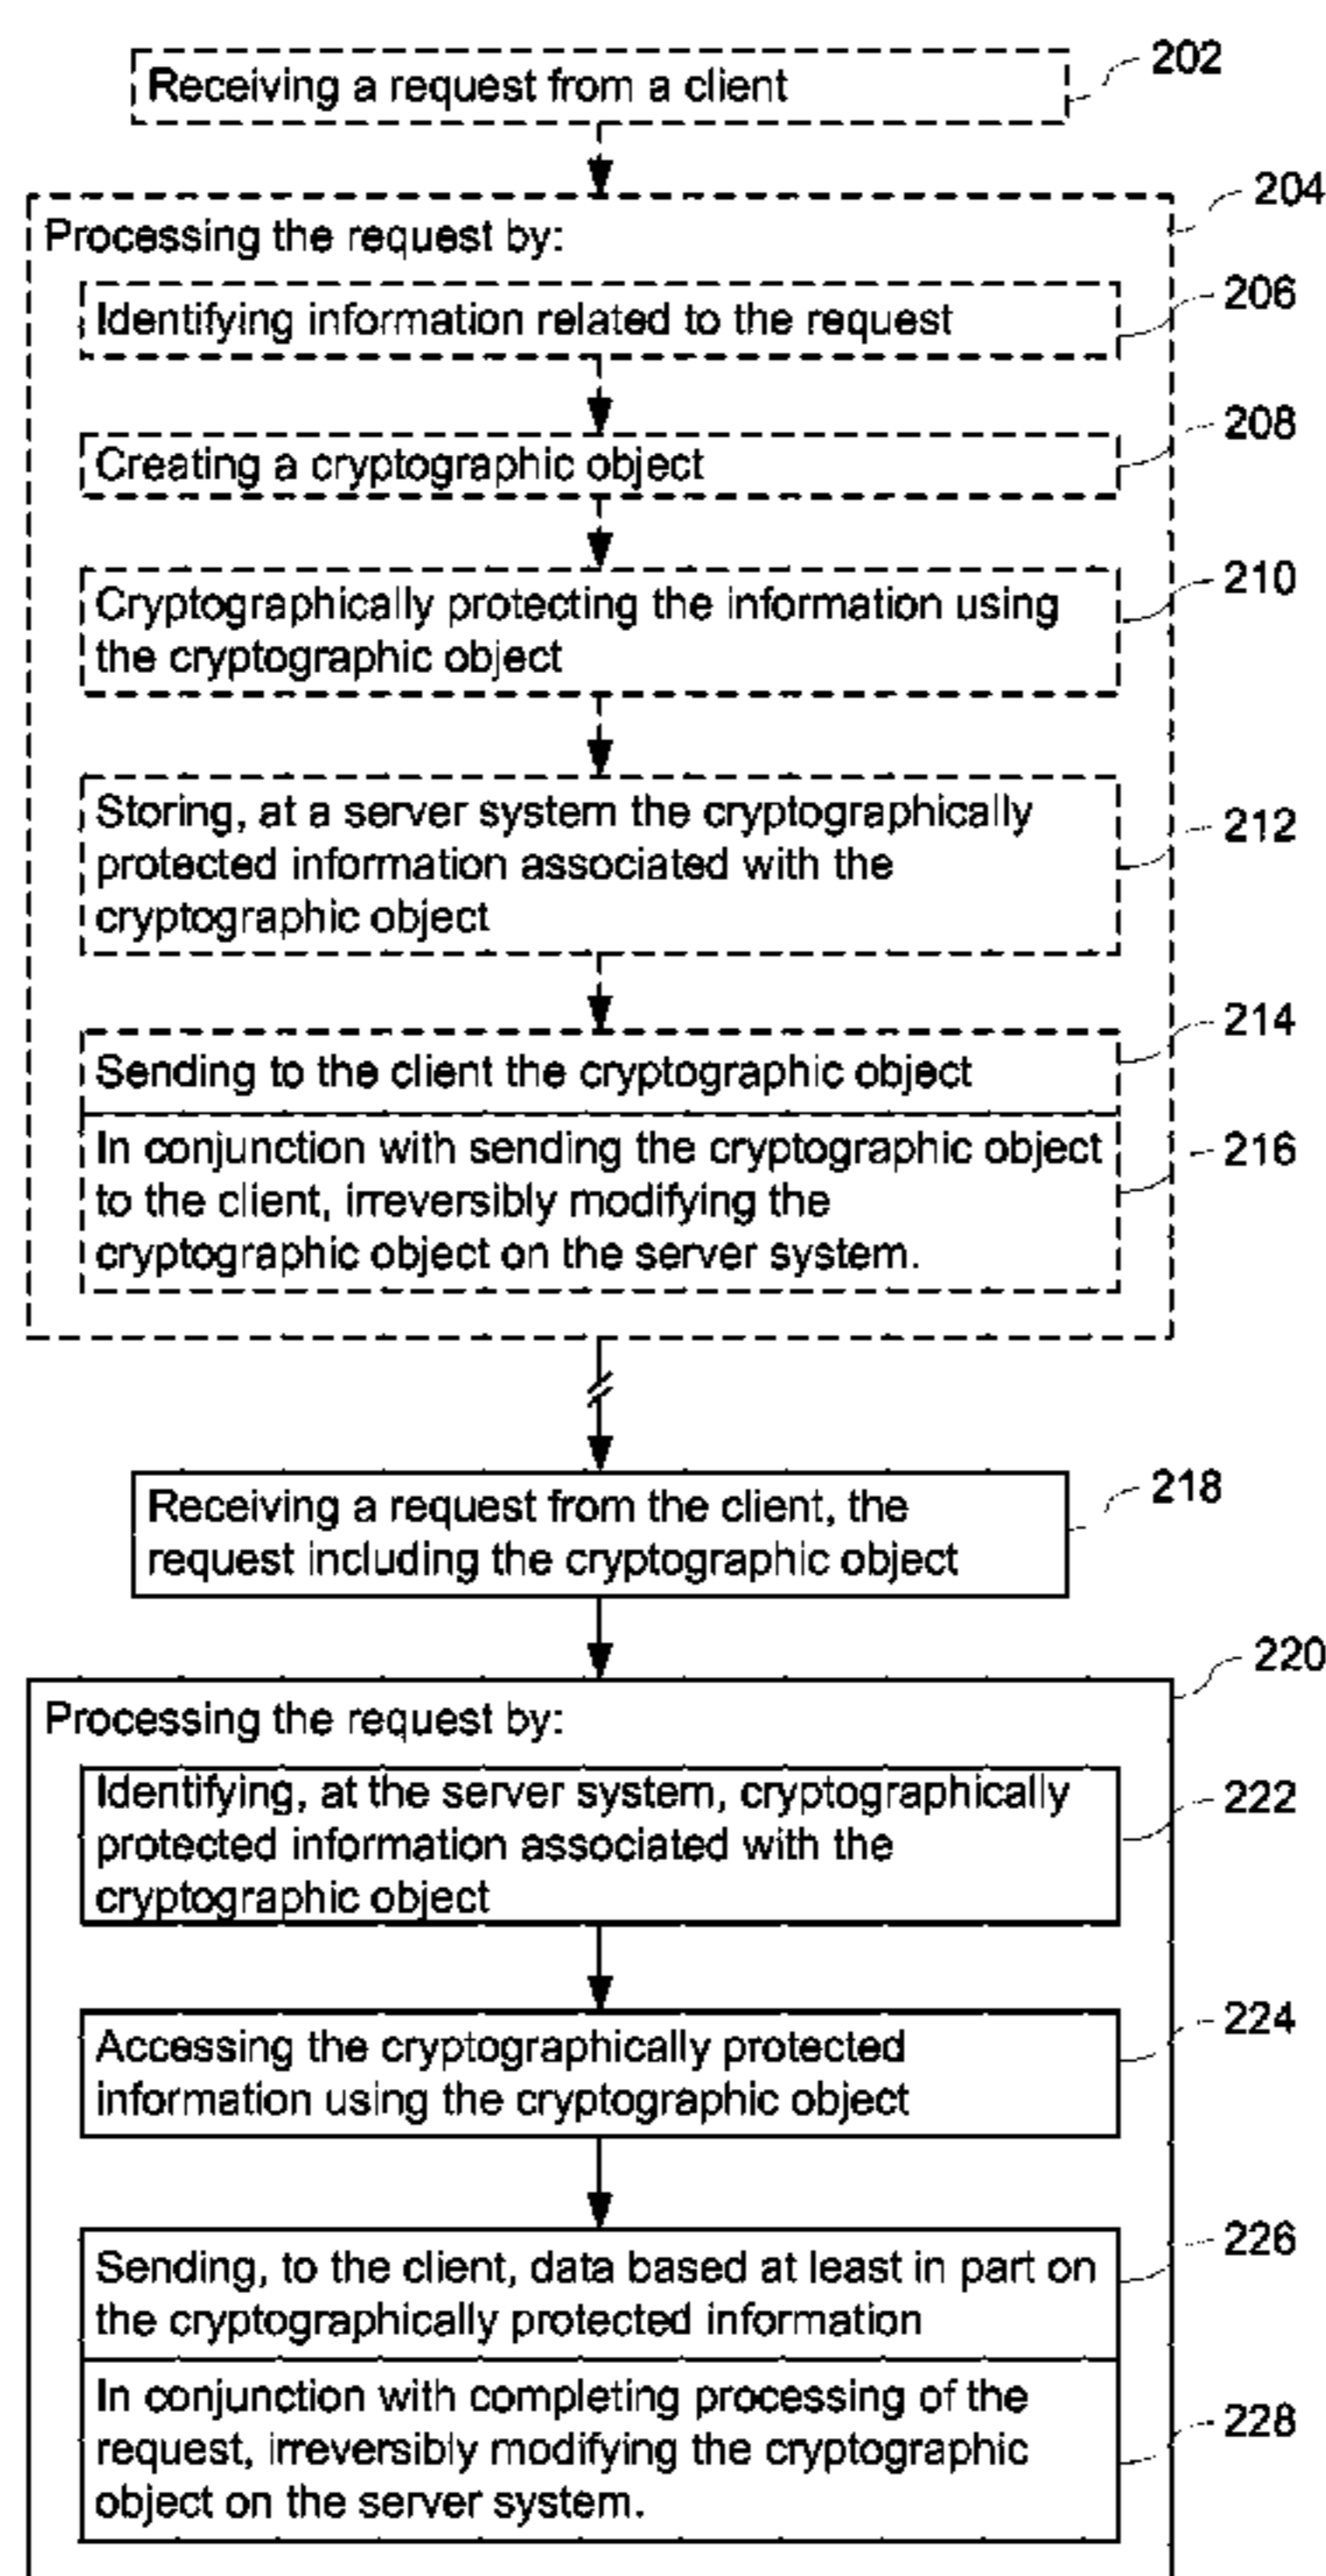 Receiving a request from a client
202
204
Processing the request by:
206
Identifying information related to the request
208
Creating a cryptographic object
210
Cryptographically protecting the information using
the cryptographic object
212
Storing, at a server system the cryptographically
protected information associated with the
cryptographic object
214
Sending to the client the cryptographic object
216
In conjunction with sending the cryptographic object
to the client, irreversibly modifying the
cryptographic object on the server system.
218
Receiving a request from the client, the
request including the cryptographic object
220
Processing the request by:
222
Identifying, at the server system, cryptographically
protected information associated with the
cryptographic object
224
Accessing the cryptographically protected
information using the cryptographic object
226
Sending, to the client, data based at least in part on
the cryptographically protected information
228
In conjunction with completing processing of the
request, irreversibly modifying the cryptographic
object on the server system.